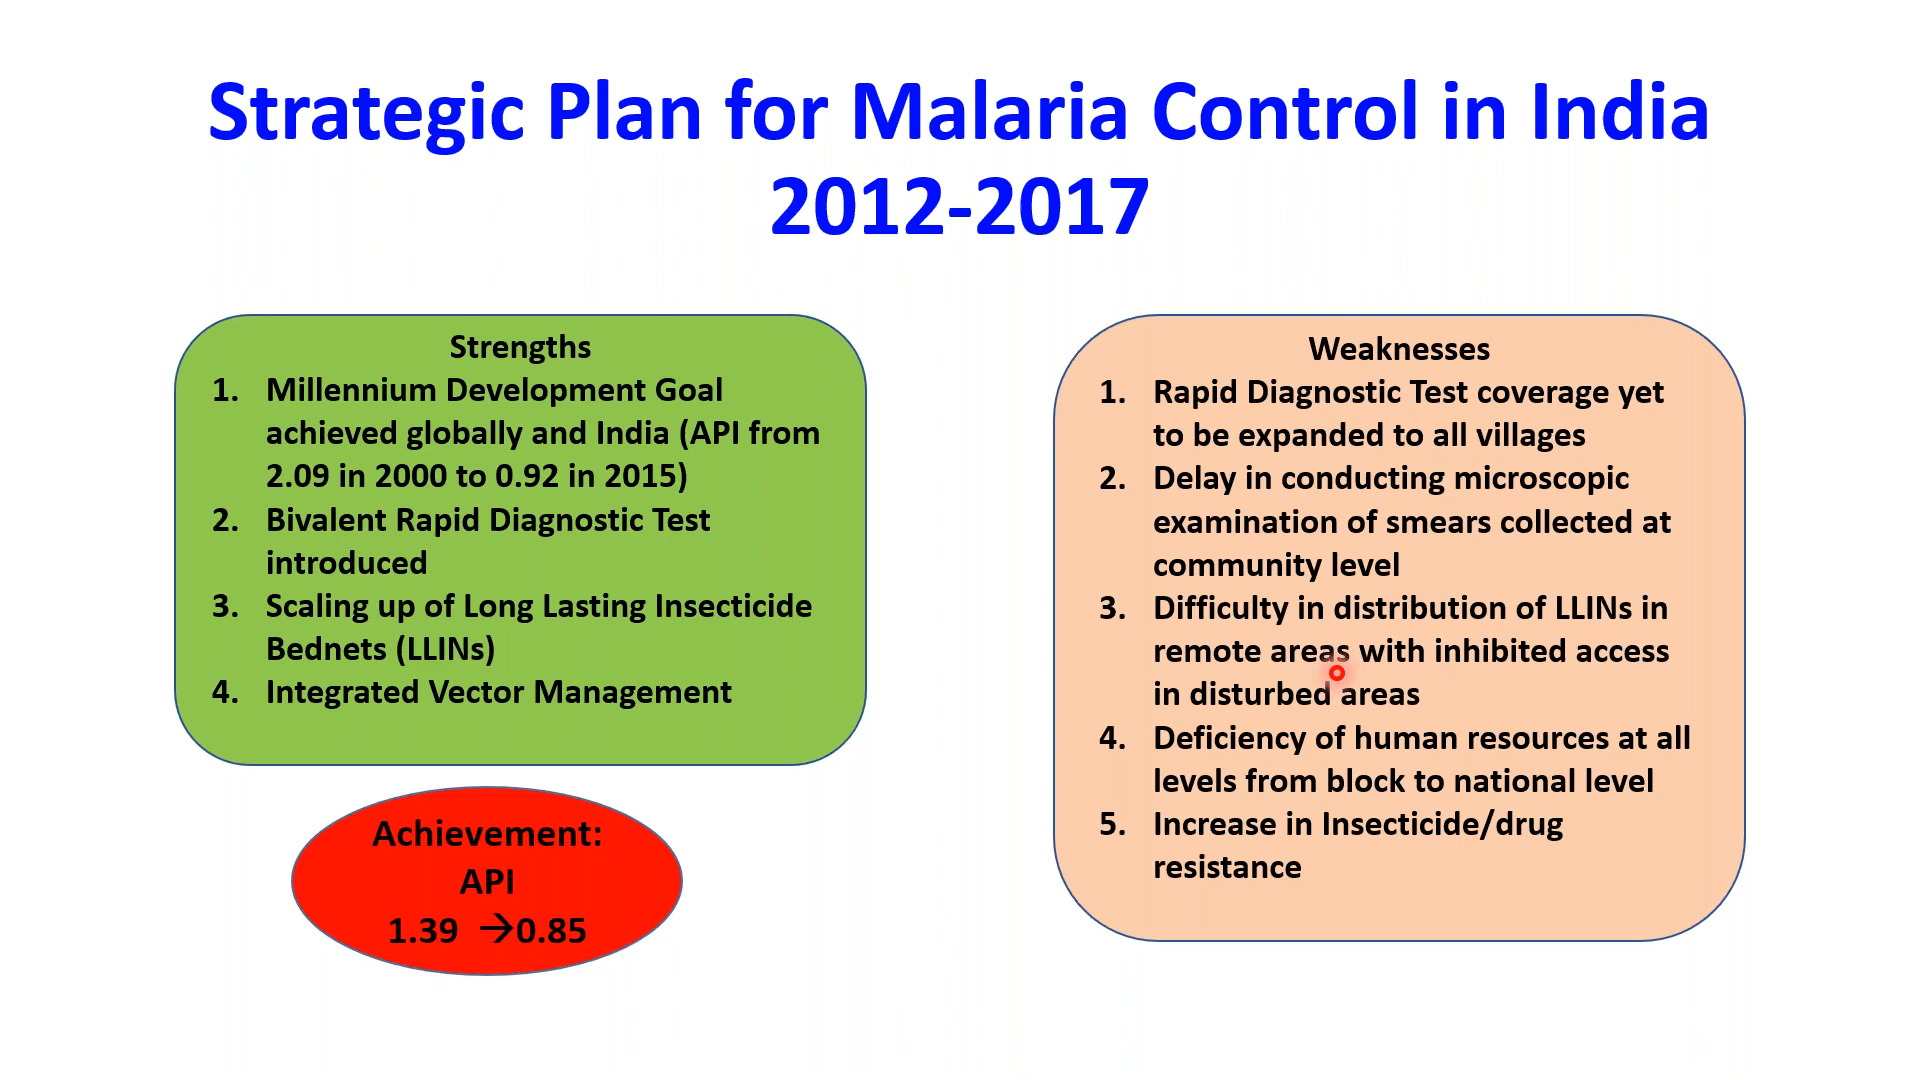 Strategic Plan for Malaria Control in India
2012-2017
Strengths
1. Millennium Development Goal
achieved globally and India (API from
2.09 in 2000 to 0.92 in 2015)
2. Bivalent Rapid Diagnostic Test
introduced
3. Scaling up of Long Lasting Insecticide
Bednets (LLINs)
4. Integrated Vector Management
Achievement:
API
1.39 →0.85
Weaknesses
1. Rapid Diagnostic Test coverage yet
to be expanded to all villages
2. Delay in conducting microscopic
examination of smears collected at
community level
3. Difficulty in distribution of LLINs in
remote areas with inhibited access
in disturbed areas
4. Deficiency of human resources at all
levels from block to national level
5. Increase in Insecticide/drug
resistance